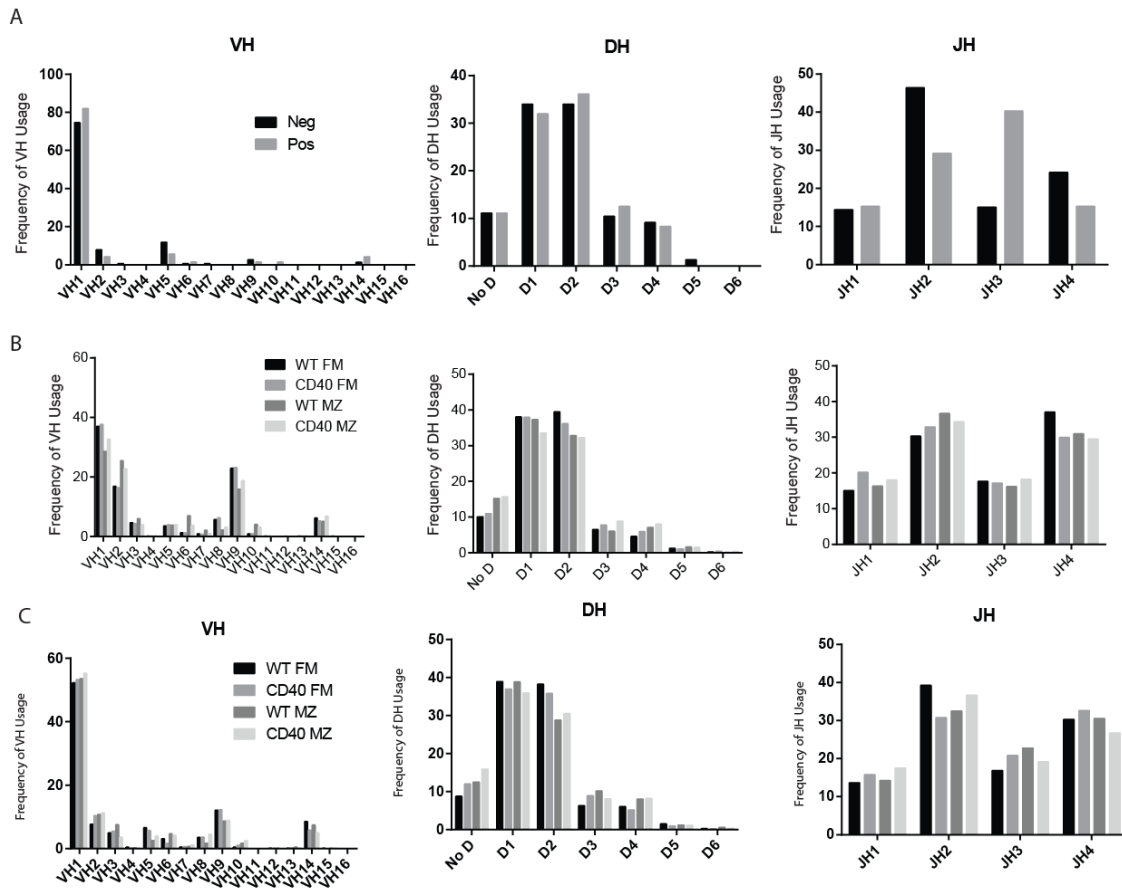 A
VH
DH
JH
Frequency of VH Usage
100
80
60
40
20
0
Neg
Pos
VH1
VH2
VH3
VH4
VH5
VH6
VH7
VH8
VH9
VH10
VH11
VH12
VH13
VH14
VH15
VH16
Frequency of DH Usage
40
30
20
10
0
No D
D1
D2
D3
D4
D5
D6
Frequency of JH Usage
50
40
30
20
10
0
JH1
JH2
JH3
JH4
B
Frequency of VH Usage
60
40
20
0
WT FM
CD40 FM
WT MZ
CD40 MZ
VH1
VH2
VH3
VH4
VH5
VH6
VH7
VH8
VH9
VH10
VH11
VH12
VH13
VH14
VH15
VH16
Frequency of DH Usage
50
40
30
20
10
0
No D
D1
D2
D3
D4
D5
D6
Frequency of JH Usage
50
40
30
20
10
0
JH1
JH2
JH3
JH4
C
VH
DH
JH
Frequency of VH Usage
60
40
20
0
WT FM
CD40 FM
WT MZ
CD40 MZ
VH1
VH2
VH3
VH4
VH5
VH6
VH7
VH8
VH9
VH10
VH11
VH12
VH13
VH14
VH15
VH16
Frequency of DH Usage
50
40
30
20
10
0
No D
D1
D2
D3
D4
D5
D6
Frequency of JH Usage
50
40
30
20
10
0
JH1
JH2
JH3
JH4